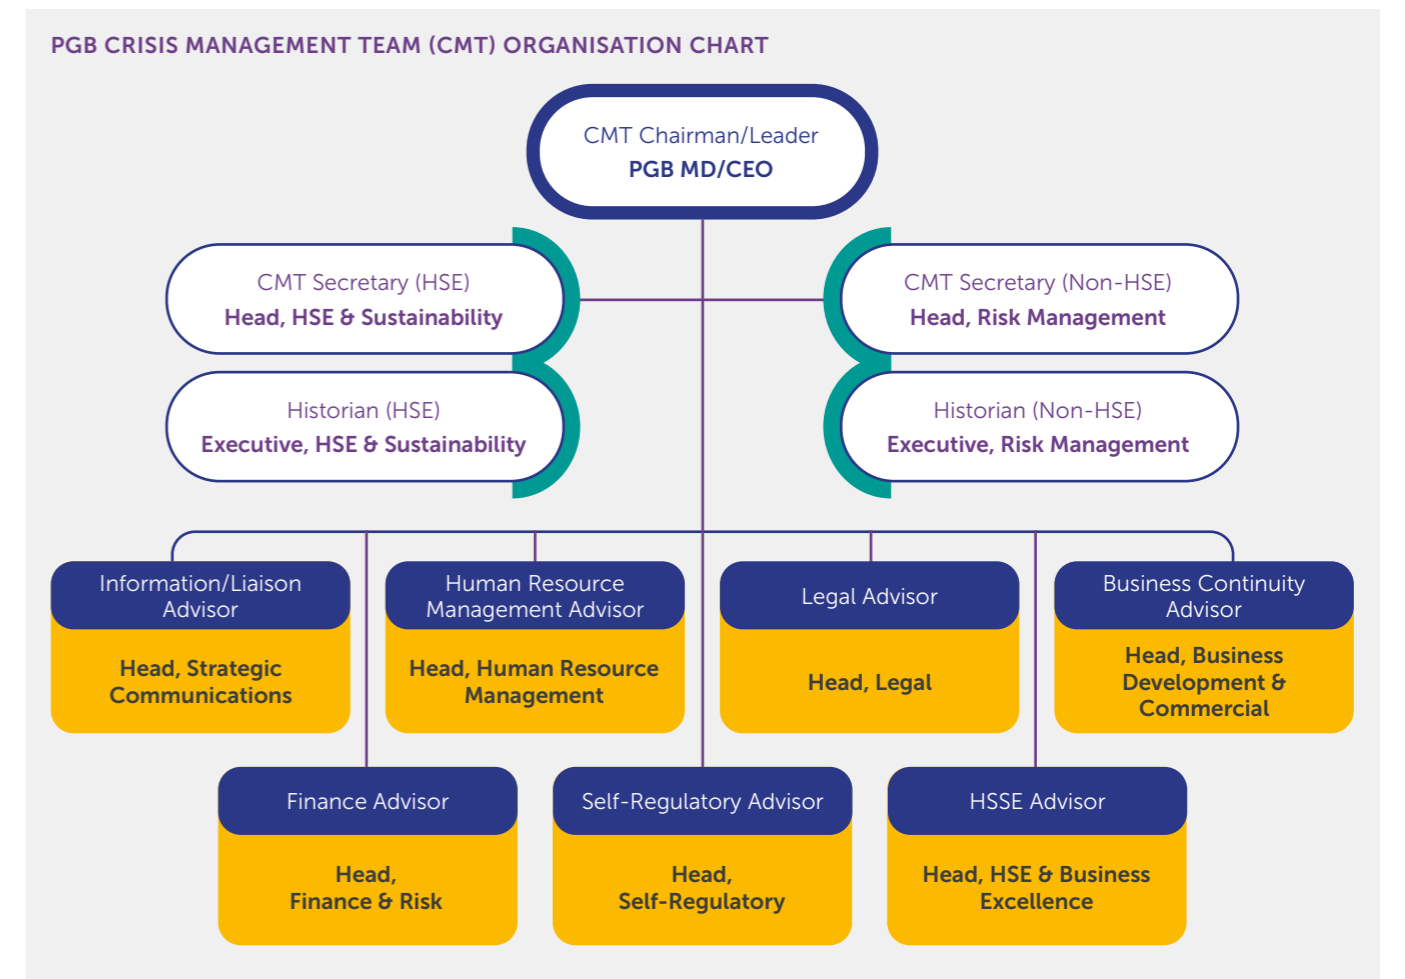 PGB CRISIS MANAGEMENT TEAM (CMT) ORGANISATION CHART
CMT Chairman/Leader
PGB MD/CEO
CMT Secretary (HSE)
Head, HSE & Sustainability
CMT Secretary (Non-HSE)
Head, Risk Management
Historian (HSE)
Executive, HSE & Sustainability
Historian (Non-HSE)
Executive, Risk Management
Information/Liaison
Advisor
Head, Strategic
Communications
Human Resource
Management Advisor
Head, Human Resource
Management
Legal Advisor
Head, Legal
Business Continuity
Advisor
Head, Business
Development &
Commercial
Finance Advisor
Head,
Finance & Risk
Self-Regulatory Advisor
Head,
Self-Regulatory
HSSE Advisor
Head, HSE & Business
Excellence